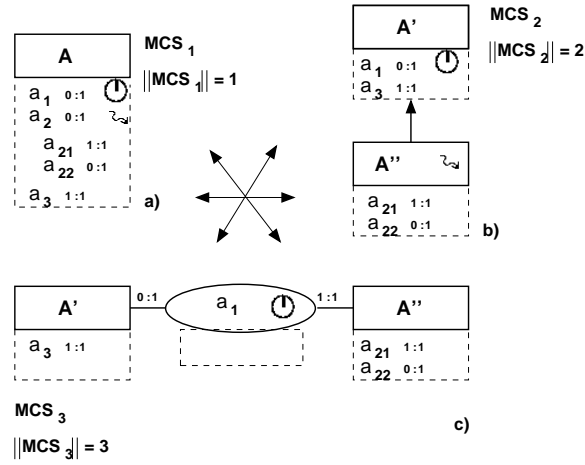 A
MCS 1
||MCS 1|| = 1
a1 0:1
a2 0:1
a21 1:1
a22 0:1
a3 1:1
a)
A'
MCS 2
||MCS 2|| = 2
a1 0:1
a3 1:1
A''
a21 1:1
a22 0:1
b)
A'
0:1
a1
1:1
A''
a3 1:1
a21 1:1
a22 0:1
MCS 3
||MCS 3|| = 3
c)